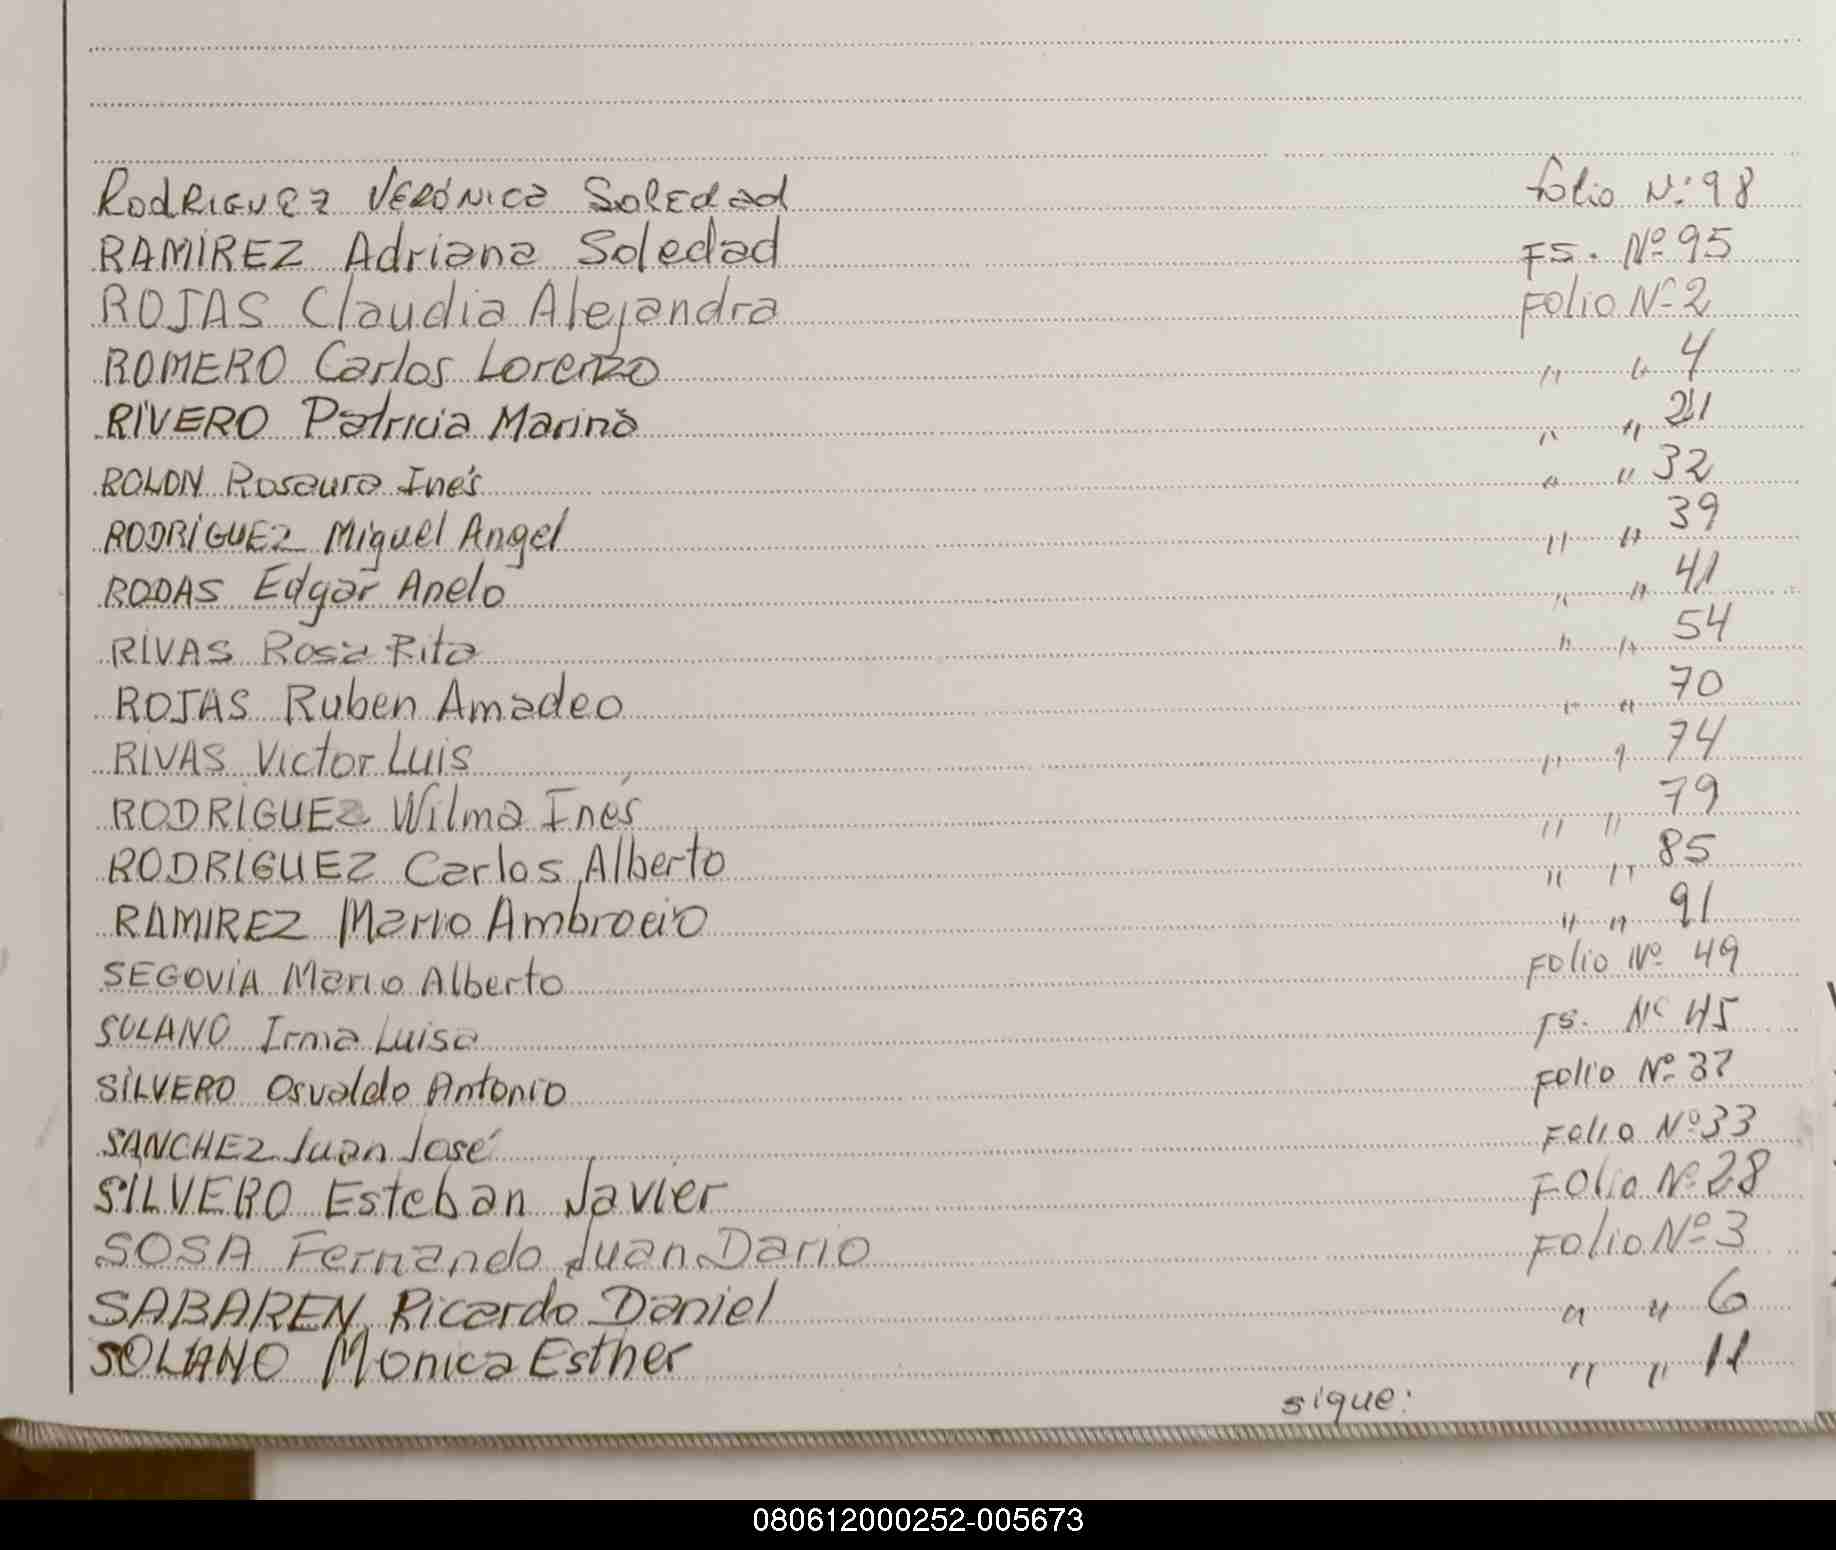 RodRIGUEZ VERÓNICA SOLEdad folio N: 98
RAMIREZ Adriana Soledad FS. Nº 95
ROJAS Claudia Alejandra Folio Nº 2
ROMERO Carlos Lorenzo " " 4
RIVERO Patricia Marina " " 21
ROLON Rosaura Inés " " 32
RODRIGUEZ Miguel Angel " " 39
RODAS Edgar Anelo " " 41
RIVAS Rosa Rita " " 54
ROJAS Ruben Amadeo " " 70
RIVAS Victor Luis " " 74
RODRIGUEZ Wilma Inés " " 79
RODRIGUEZ Carlos Alberto " " 85
RAMIREZ Mario Ambrocio " " 91
SEGOVIA Mario Alberto Folio Nº 49
SOLANO Irma Luisa FS. Nº 45
SILVERO Osvaldo Antonio Folio Nº 37
SANCHEZ Juan José Folio Nº 33
SILVERO Esteban Javier Folio Nº 28
SOSA Fernando Juan Dario Folio Nº 3
SABAREN Ricardo Daniel " " 6
SOLANO Monica Esther " " 11
sigue:
080612000252-005673